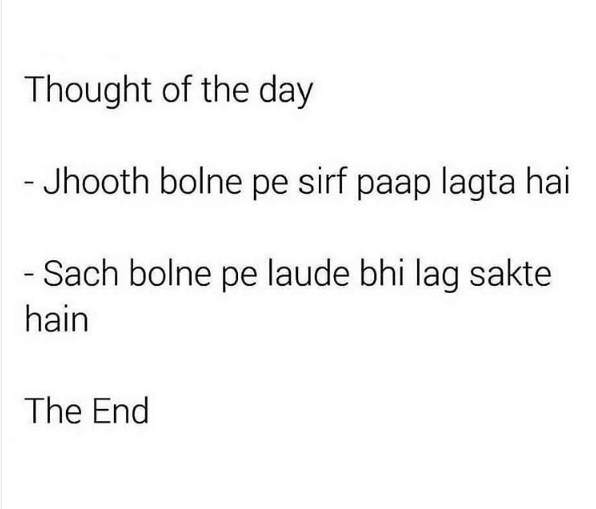 Thought of the day
- Jhooth bolne pe sirf paap lagta hai
- Sach bolne pe laude bhi lag sakte
hain
The End